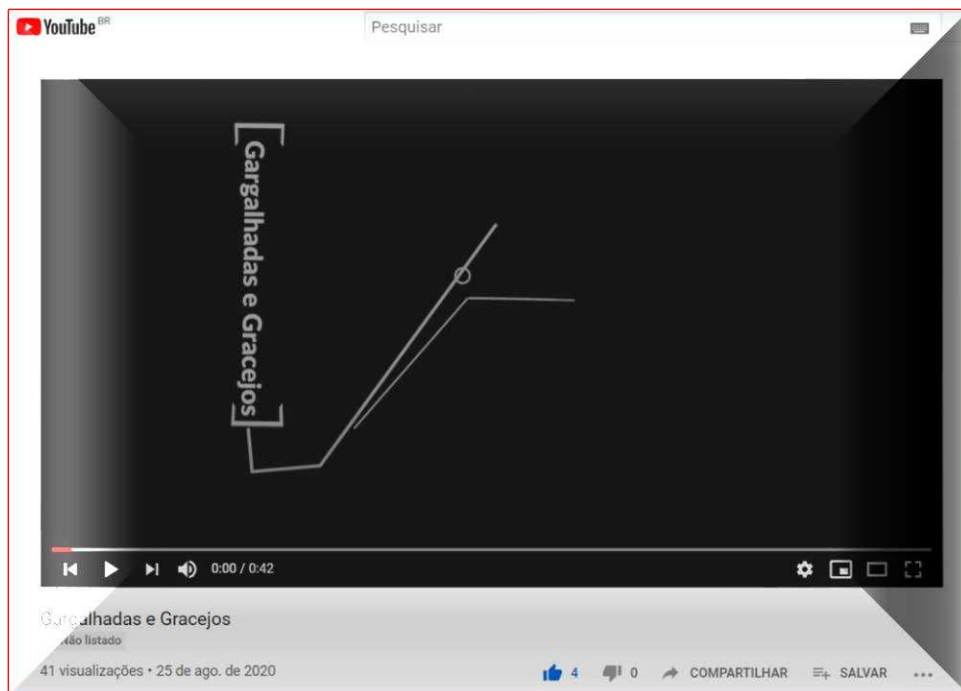 YouTube BR
Pesquisar
[Gargalhadas e Gracejos]
0:00 / 0:42
Gargalhadas e Gracejos
Não listado
41 visualizações • 25 de ago. de 2020
4
0
COMPARTILHAR
SALVAR